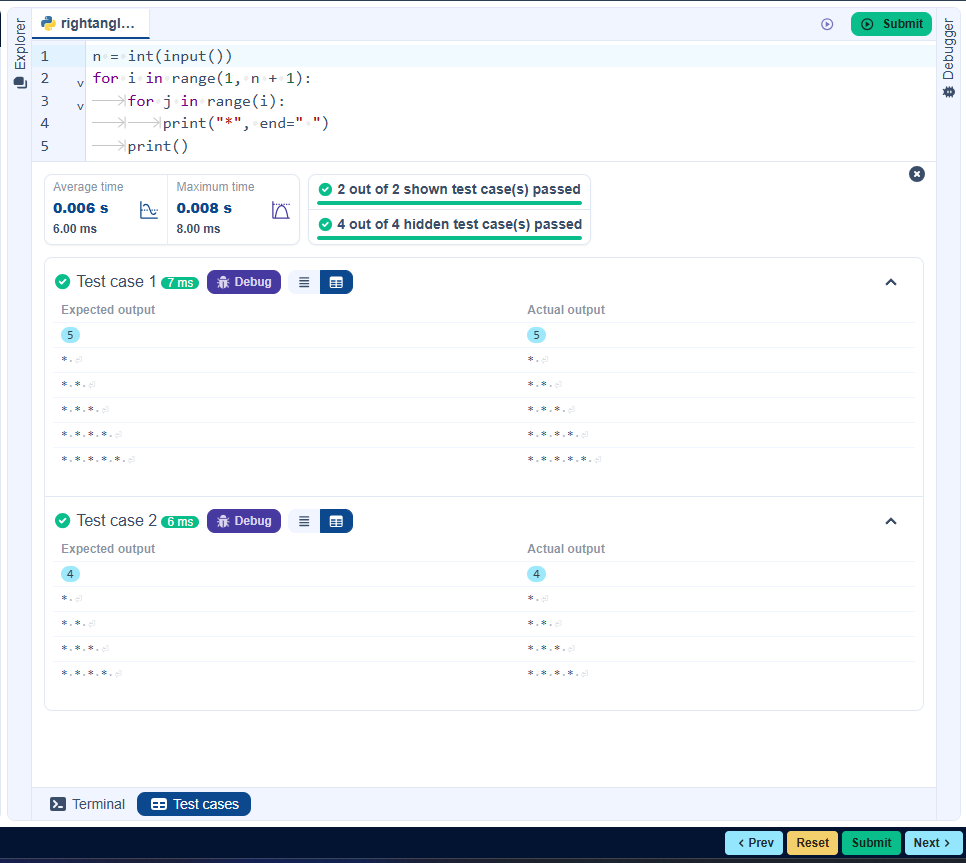 Explorer
rightangl...
Submit
Debugger
1 n = int(input())
2 for i in range(1, n + 1):
3 for j in range(i):
4 print("*", end=" ")
5 print()
Average time
0.006 s
6.00 ms
Maximum time
0.008 s
8.00 ms
2 out of 2 shown test case(s) passed
4 out of 4 hidden test case(s) passed
Test case 1 7 ms Debug
Expected output Actual output
5 5
*· *·
*·*· *·*·
*·*·*· *·*·*·
*·*·*·*· *·*·*·*·
*·*·*·*·*· *·*·*·*·*·
Test case 2 6 ms Debug
Expected output Actual output
4 4
*· *·
*·*· *·*·
*·*·*· *·*·*·
*·*·*·*· *·*·*·*·
Terminal Test cases
< Prev Reset Submit Next >